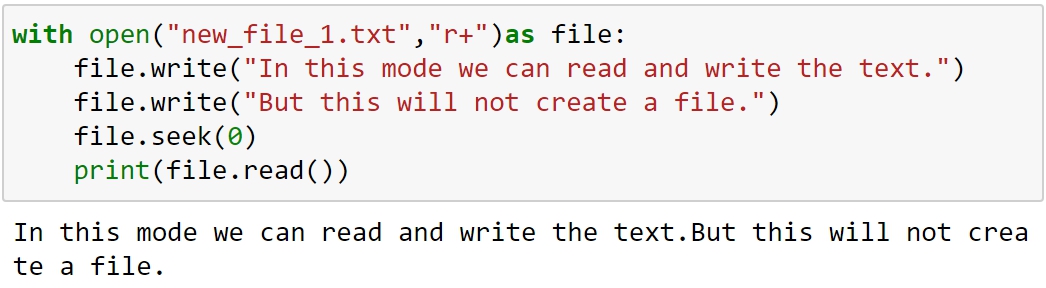 with open("new_file_1.txt","r+")as file:
    file.write("In this mode we can read and write the text.")
    file.write("But this will not create a file.")
    file.seek(0)
    print(file.read())
In this mode we can read and write the text.But this will not crea
te a file.